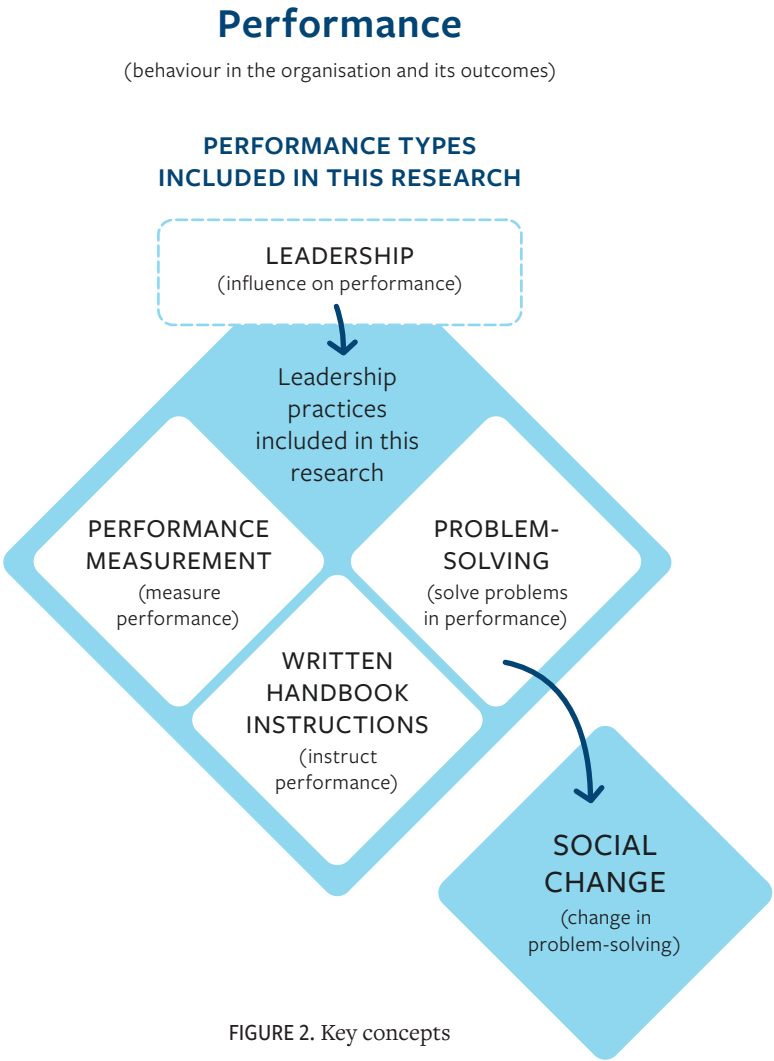 Performance
(behaviour in the organisation and its outcomes)
PERFORMANCE TYPES
INCLUDED IN THIS RESEARCH
LEADERSHIP
(influence on performance)
Leadership
practices
included in this
research
PERFORMANCE
MEASUREMENT
(measure
performance)
PROBLEM-
SOLVING
(solve problems
in performance)
WRITTEN
HANDBOOK
INSTRUCTIONS
(instruct
performance)
SOCIAL
CHANGE
(change in
problem-solving)
FIGURE 2. Key concepts